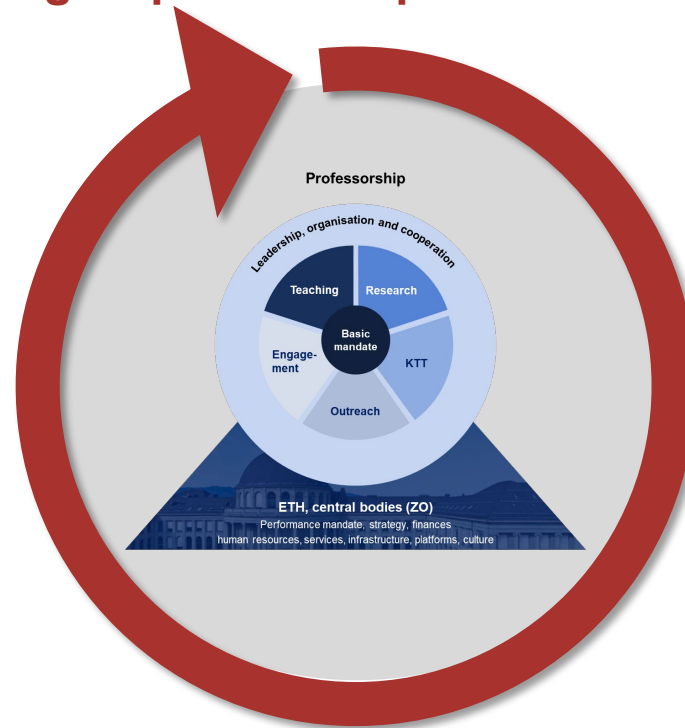 Professorship
Leadership, organisation and cooperation
Teaching
Research
Basic
mandate
Engage-
ment
KTT
Outreach
ETH, central bodies (ZO)
Performance mandate, strategy, finances
human resources, services, infrastructure, platforms, culture